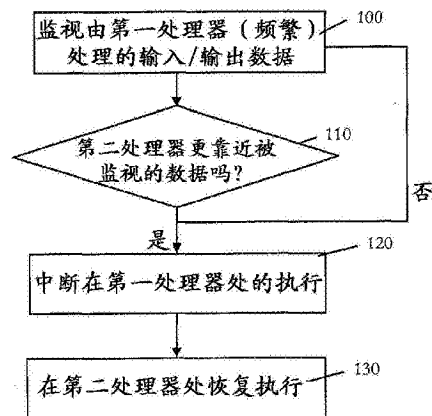 100
监视由第一处理器(频繁)
处理的输入/输出数据
110
第二处理器更靠近被
监视的数据吗?
否
是
120
中断在第一处理器处的执行
130
在第二处理器处恢复执行